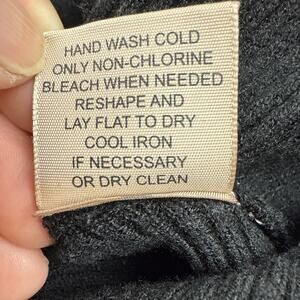 HAND WASH COLD
ONLY NON-CHLORINE
BLEACH WHEN NEEDED
RESHAPE AND
LAY FLAT TO DRY
COOL IRON
IF NECESSARY
OR DRY CLEAN